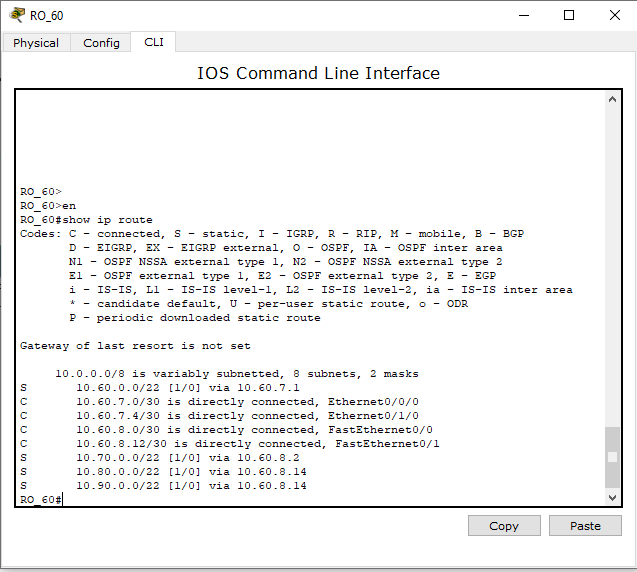 RO_60
Physical Config CLI
IOS Command Line Interface
RO_60>
RO_60>en
RO_60#show ip route
Codes: C - connected, S - static, I - IGRP, R - RIP, M - mobile, B - BGP
       D - EIGRP, EX - EIGRP external, O - OSPF, IA - OSPF inter area
       N1 - OSPF NSSA external type 1, N2 - OSPF NSSA external type 2
       E1 - OSPF external type 1, E2 - OSPF external type 2, E - EGP
       i - IS-IS, L1 - IS-IS level-1, L2 - IS-IS level-2, ia - IS-IS inter area
       * - candidate default, U - per-user static route, o - ODR
       P - periodic downloaded static route
Gateway of last resort is not set
     10.0.0.0/8 is variably subnetted, 8 subnets, 2 masks
S       10.60.0.0/22 [1/0] via 10.60.7.1
C       10.60.7.0/30 is directly connected, Ethernet0/0/0
C       10.60.7.4/30 is directly connected, Ethernet0/1/0
C       10.60.8.0/30 is directly connected, FastEthernet0/0
C       10.60.8.12/30 is directly connected, FastEthernet0/1
S       10.70.0.0/22 [1/0] via 10.60.8.2
S       10.80.0.0/22 [1/0] via 10.60.8.14
S       10.90.0.0/22 [1/0] via 10.60.8.14
RO_60#
Copy Paste